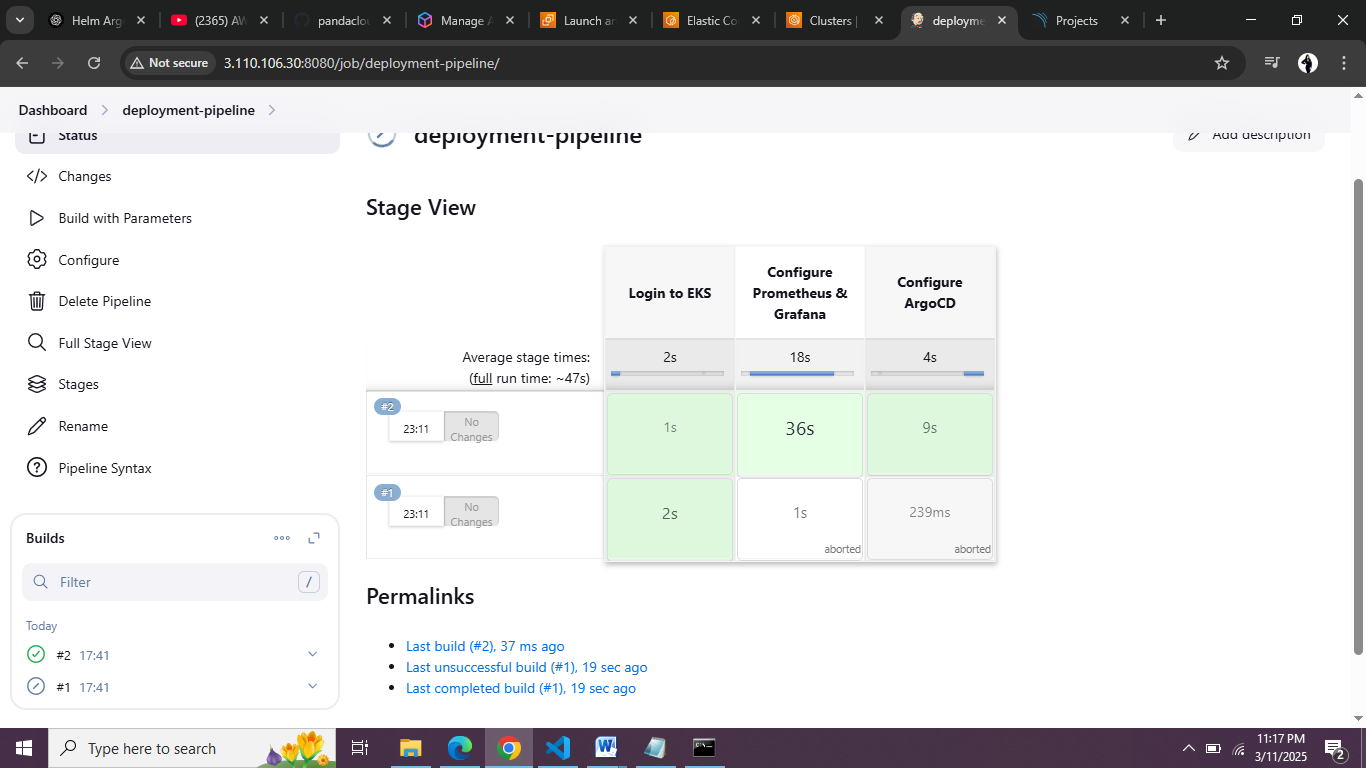 Helm Arg
(2365) AW
pandaclou
Manage A
Launch an
Elastic Co
Clusters |
deployme
Projects
Not secure
3.110.106.30:8080/job/deployment-pipeline/
Dashboard
deployment-pipeline
Status
Changes
Build with Parameters
Configure
Delete Pipeline
Full Stage View
Stages
Rename
Pipeline Syntax
Builds
Filter
/
Today
#2 17:41
#1 17:41
deployment-pipeline
Add description
Stage View
Login to EKS
Configure
Prometheus &
Grafana
Configure
ArgoCD
Average stage times:
(full run time: ~47s)
2s
18s
4s
#2
23:11
No
Changes
1s
36s
9s
#1
23:11
No
Changes
2s
1s
aborted
239ms
aborted
Permalinks
Last build (#2), 37 ms ago
Last unsuccessful build (#1), 19 sec ago
Last completed build (#1), 19 sec ago
Type here to search
11:17 PM
3/11/2025
2